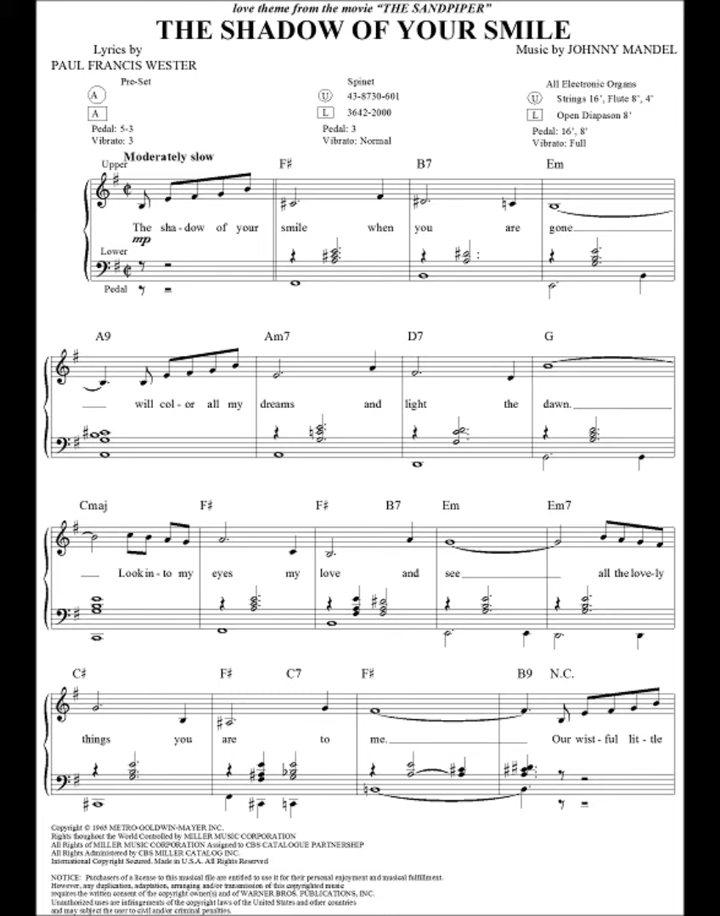 love theme from the movie "THE SANDPIPER"
THE SHADOW OF YOUR SMILE
Lyrics by
PAUL FRANCIS WESTER
Music by JOHNNY MANDEL
Pre-Set
A
A
Pedal: 5-3
Vibrato: 3
Spinet
U 43-8730-601
L 3642-2000
Pedal: 3
Vibrato: Normal
All Electronic Organs
U Strings 16', Flute 8', 4'
L Open Diapason 8'
Pedal: 16', 8'
Vibrato: Full
Moderately slow
Upper F♯ B7 Em
The sha-dow of your smile when you are gone
mp
Lower
Pedal
A9 Am7 D7 G
will col-or all my dreams and light the dawn.
Cmaj F♯ F♯ B7 Em Em7
Look in-to my eyes my love and see all the love-ly
C♯ F♯ C7 F♯ B9 N.C.
things you are to me. Our wist-ful lit-tle
Copyright © 1965 METRO-GOLDWIN-MAYER INC.
Rights thoughout the World Controlled by MILLER MUSIC CORPORATION
All Rights of MILLER MUSIC CORPORATION Assigned to CBS CATALOGUE PARTNERSHIP
All Rights Administered by CBS MILLER CATALOG INC.
International Copyright Secured. Made in U.S.A. All Rights Reserved
NOTICE: Purchasers of a license to this musical file are entitled to use it for their personal enjoyment and musical fulfillment.
However, any duplication, adaptation, arranging and/or transmission of this copyrighted music
requires the written consent of the copyright owner(s) and of WARNER BROS. PUBLICATIONS, INC.
Unauthorized uses are infringements of the copyright laws of the United States and other countries
and may subject the user to civil and/or criminal penalties.